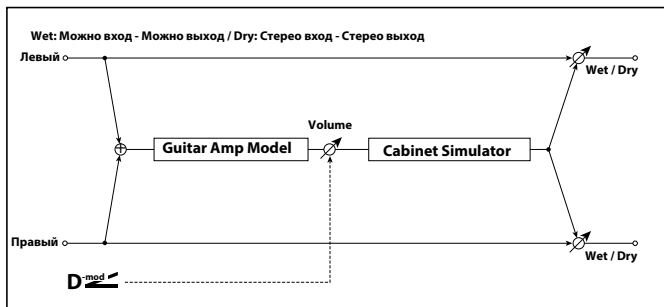 Wet: Можно вход - Можно выход / Dry: Стерео вход - Стерео выход
Левый
Wet / Dry
Volume
Guitar Amp Model
Cabinet Simulator
Правый
Wet / Dry
D-mod